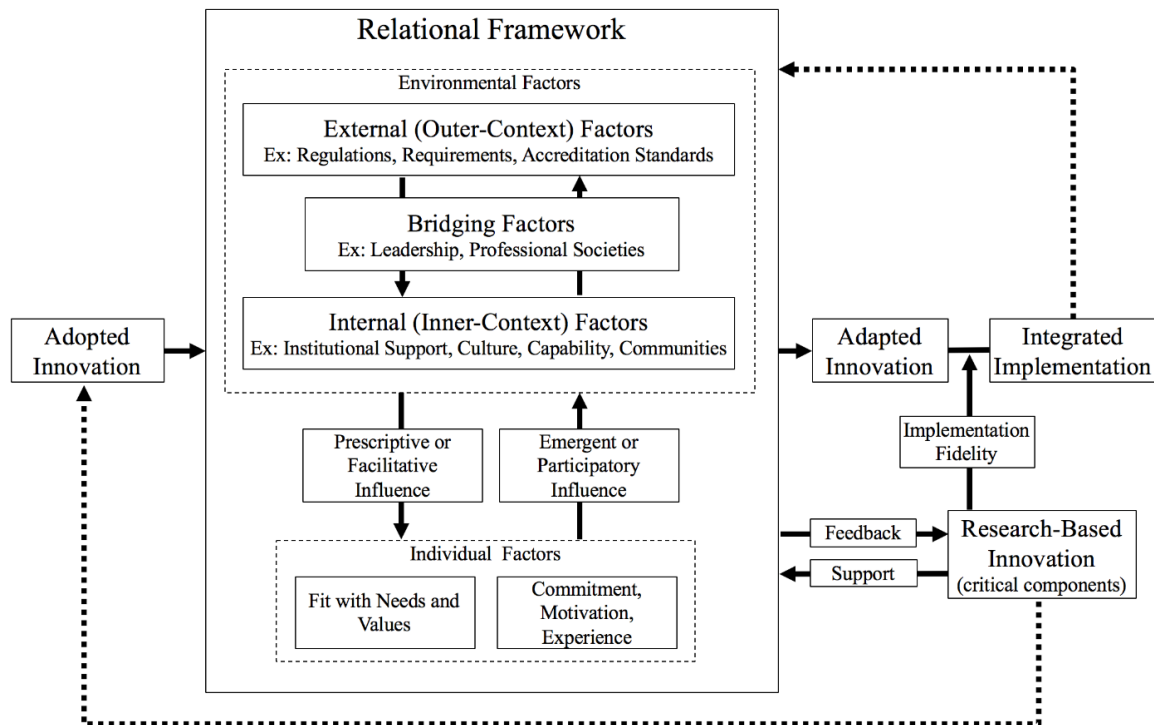 Relational Framework
Environmental Factors
External (Outer-Context) Factors
Ex: Regulations, Requirements, Accreditation Standards
Bridging Factors
Ex: Leadership, Professional Societies
Internal (Inner-Context) Factors
Ex: Institutional Support, Culture, Capability, Communities
Adopted
Innovation
Adapted
Innovation
Integrated
Implementation
Prescriptive or
Facilitative
Influence
Emergent or
Participatory
Influence
Implementation
Fidelity
Individual Factors
Fit with Needs and
Values
Commitment,
Motivation,
Experience
Feedback
Support
Research-Based
Innovation
(critical components)